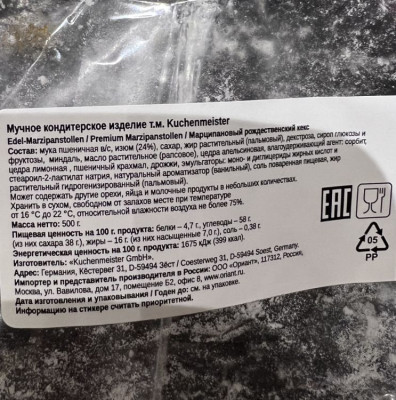 Мучное кондитерское изделие т.м. Kuchenmeister
Edel-Marzipanstollen / Premium Marzipanstollen / Марципановый рождественский кекс
Состав: мука пшеничная в/с, изюм (24%), сахар, жир растительный (пальмовый), декстроза, сироп глюкозы и
фруктозы, миндаль, масло растительное (рапсовое), цедра апельсиновая, влагоудерживающий агент: сорбит,
цедра лимонная , пшеничный крахмал, дрожжи, эмульгаторы: моно- и диглицериды жирных кислот и
стеароил-2-лактилат натрия, натуральный ароматизатор (ванильный), соль поваренная пищевая, жир
растительный гидрогенизированный (пальмовый).
Может содержать другие орехи, яйца и молочные продукты в небольших количествах.
Хранить в сухом, свободном от запахов месте при температуре
от 16 °C до 22 °C, относительной влажности воздуха не более 75%.
Масса нетто: 500 г.
Пищевая ценность на 100 г. продукта: белки – 4,7 г., углеводы – 58 г.
(из них сахара 38 г.), жиры - 16 г. (из них насыщенные 7,0 г.), соль – 0,38 г.
Энергетическая ценность на 100 г. продукта: 1675 кДж (399 ккал).
Изготовитель: «Kuchenmeister GmbH».
Адрес: Германия, Кёстервег 31, D-59494 Зёст / Coesterweg 31, D-59494 Soest, Germany.
Импортер и представитель производителя в России: ООО «Ориант», 117312, Россия,
Москва, ул. Вавилова, дом 17, помещение Б2, офис 8, www.oriant.ru.
Дата изготовления и упаковывания / Годен до: см. на упаковке.
Информацию на стикере считать приоритетной.
EAC
05
PP